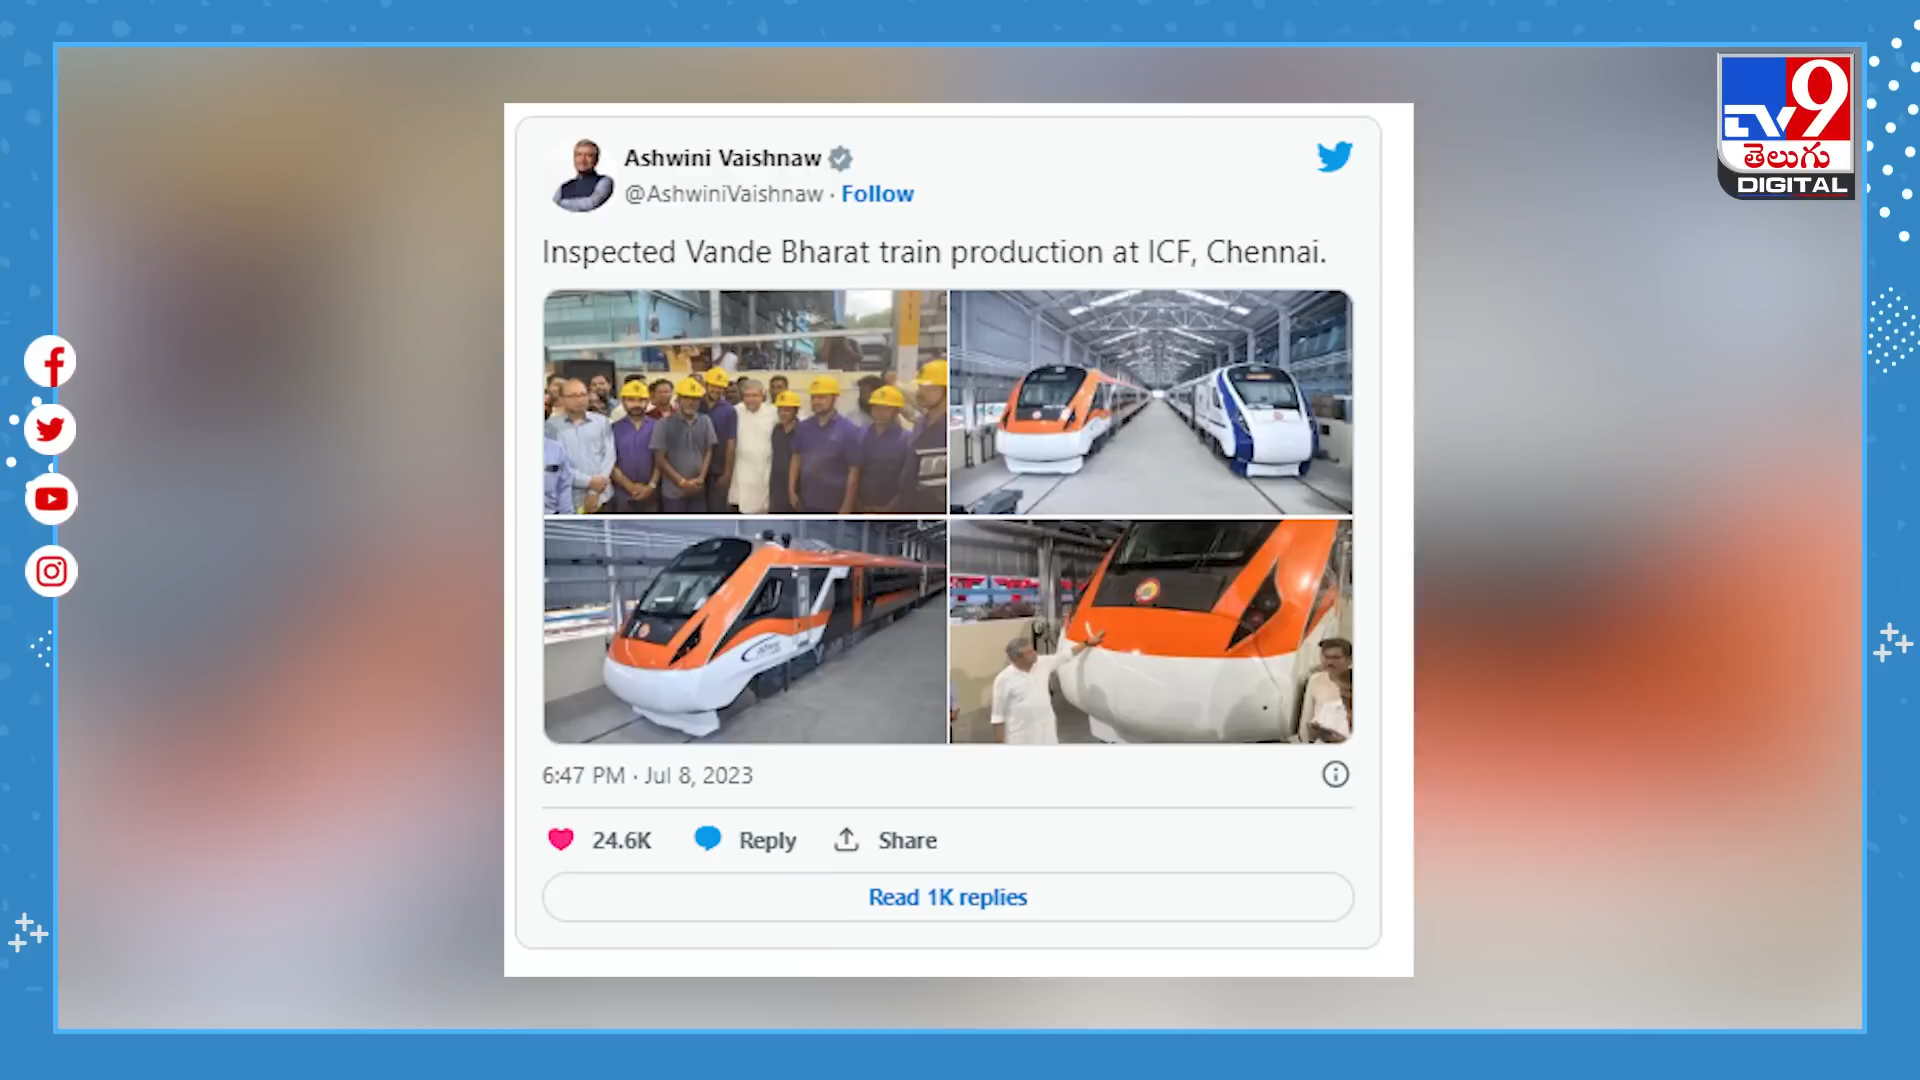 TV9
తెలుగు
DIGITAL
Ashwini Vaishnaw
@AshwiniVaishnaw · Follow
Inspected Vande Bharat train production at ICF, Chennai.
6:47 PM · Jul 8, 2023
24.6K Reply Share
Read 1K replies